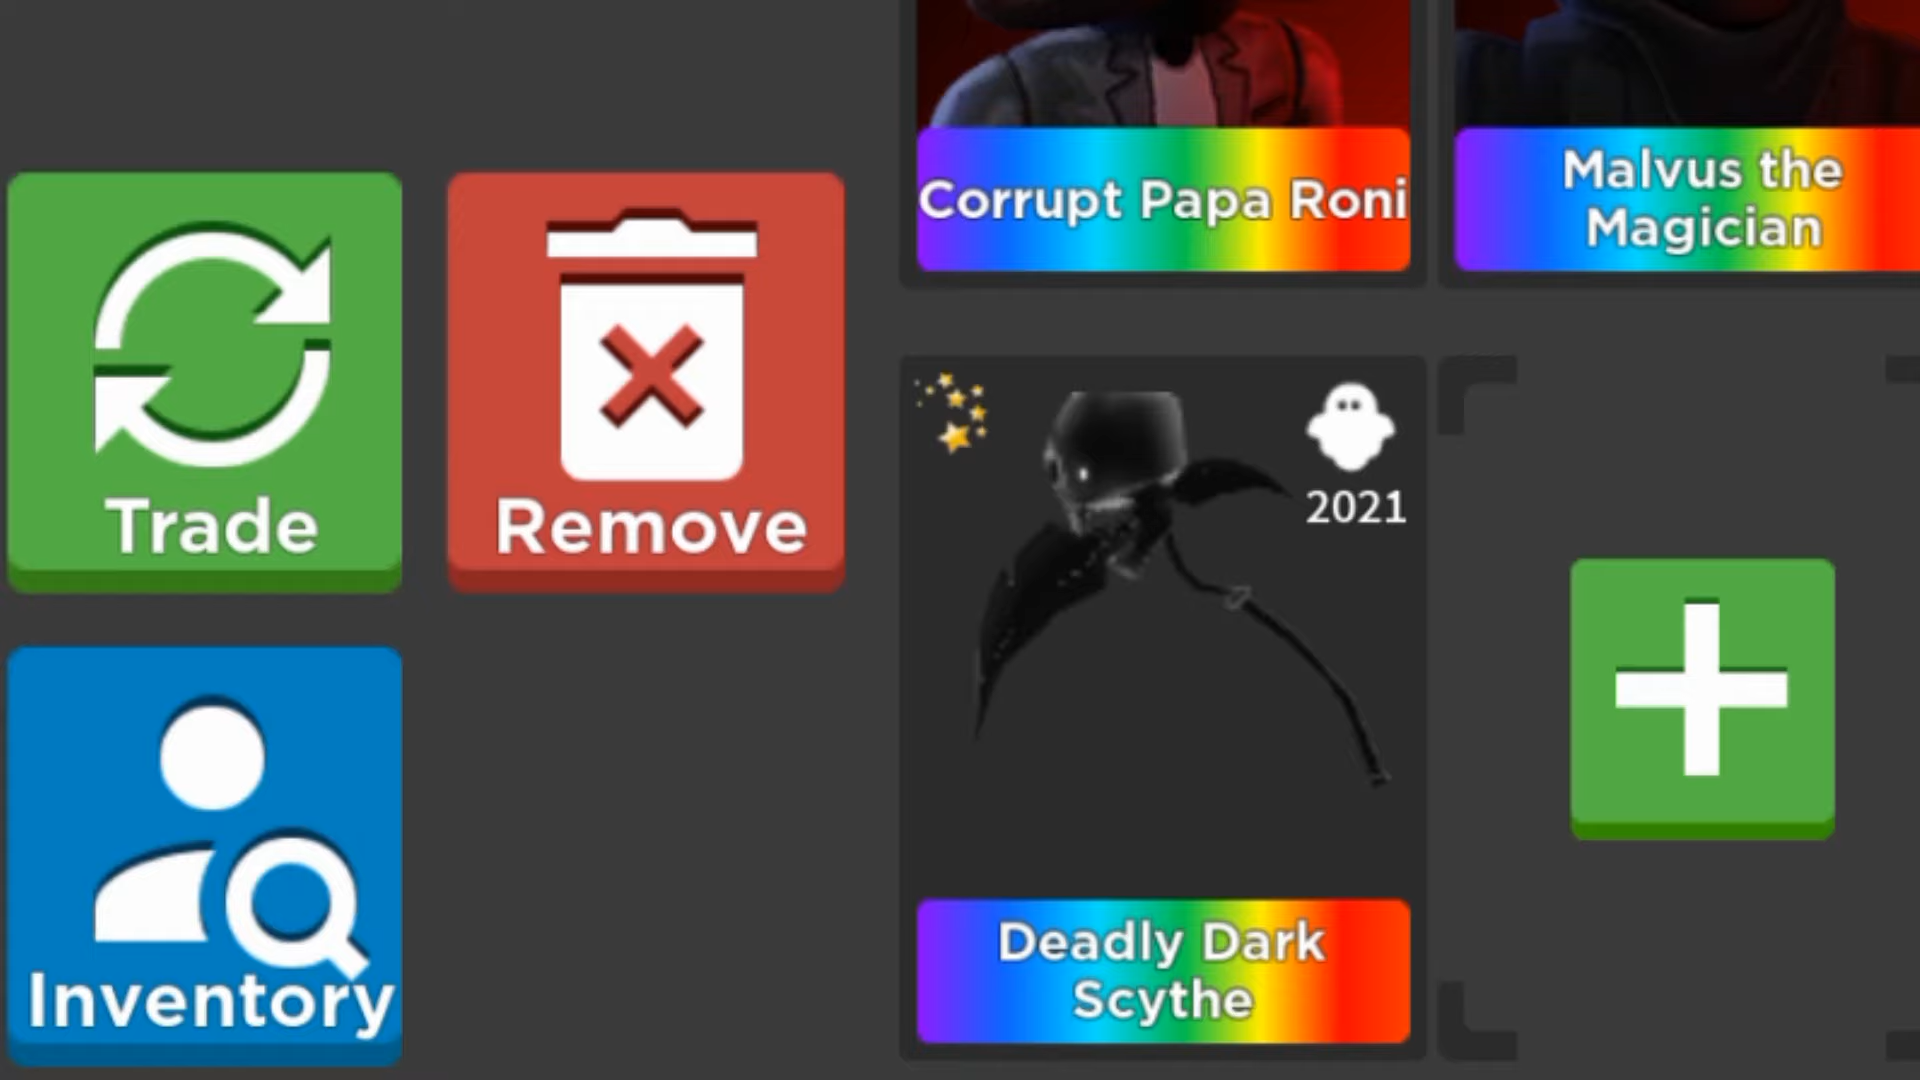 Corrupt Papa Roni
Malvus the
Magician
Trade
Remove
2021
Inventory
Deadly Dark
Scythe